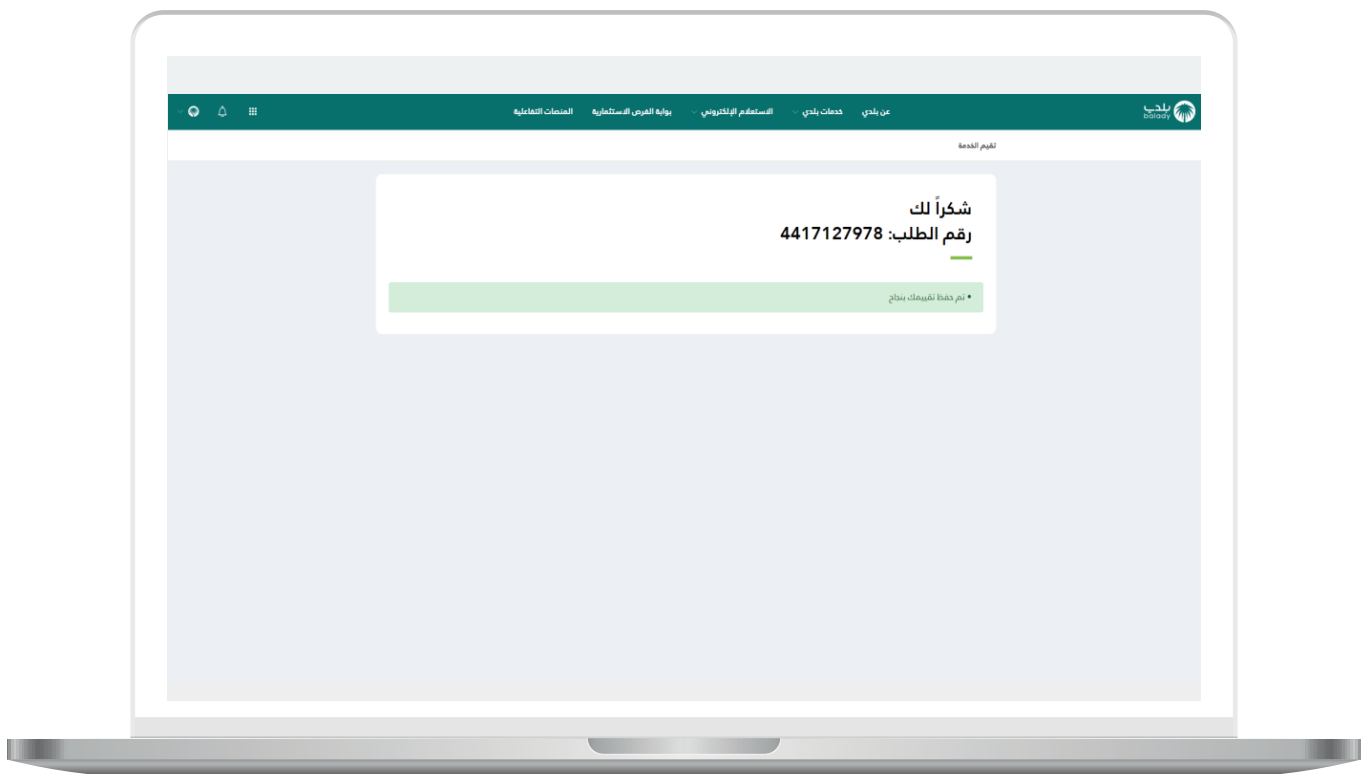 بلدي
balady
عن بلدي
خدمات بلدي
الاستعلام الإلكتروني
بوابة الفرص الاستثمارية
المنصات التفاعلية
تقيم الخدمة
شكراً لك
رقم الطلب: 4417127978
• تم حفظ تقييمك بنجاح